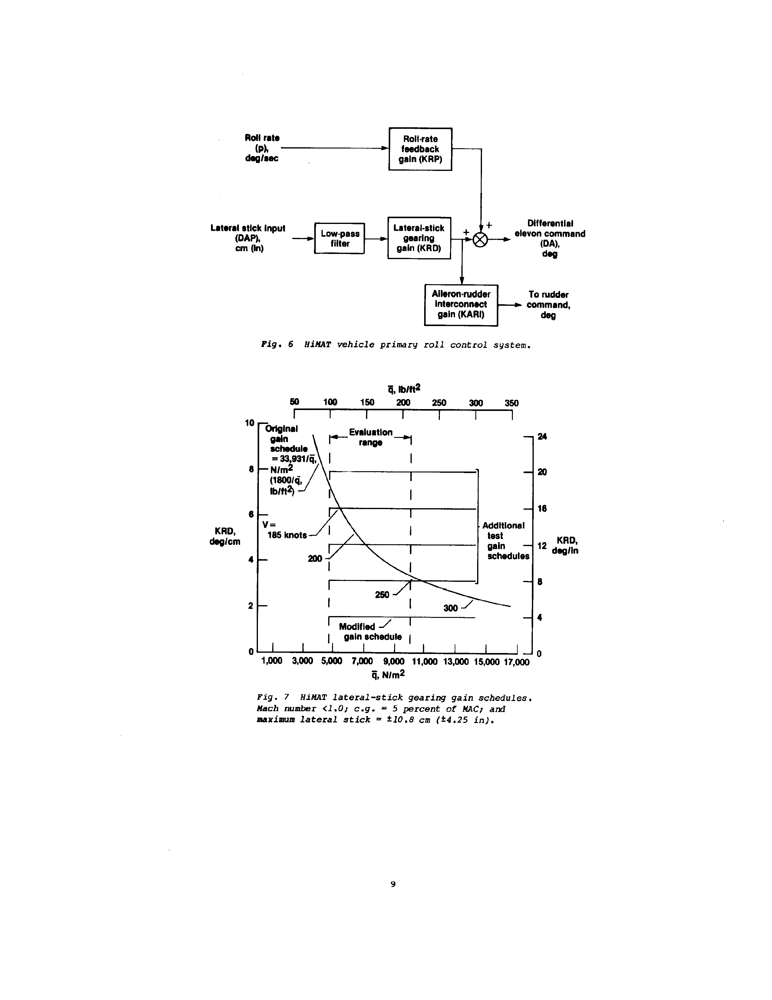 Roll rate
(p),
deg/sec
Roll-rate
feedback
gain (KRP)
Lateral stick input
(DAP),
cm (in)
Low-pass
filter
Lateral-stick
gearing
gain (KRD)
+
+
Differential
elevon command
(DA),
deg
Aileron-rudder
interconnect
gain (KARI)
To rudder
command,
deg
Fig. 6 HiMAT vehicle primary roll control system.
q̄, lb/ft²
50 100 150 200 250 300 350
10
8
6
4
2
0
KRD,
deg/cm
Original
gain
schedule
= 33,931/q̄,
N/m²
(1800/q̄,
lb/ft²)
Evaluation
range
V =
185 knots
200
250
300
Modified
gain schedule
Additional
test
gain
schedules
24
20
16
12
8
4
0
KRD,
deg/in
1,000 3,000 5,000 7,000 9,000 11,000 13,000 15,000 17,000
q̄, N/m²
Fig. 7 HiMAT lateral-stick gearing gain schedules.
Mach number <1.0; c.g. = 5 percent of MAC; and
maximum lateral stick = ±10.8 cm (±4.25 in).
9